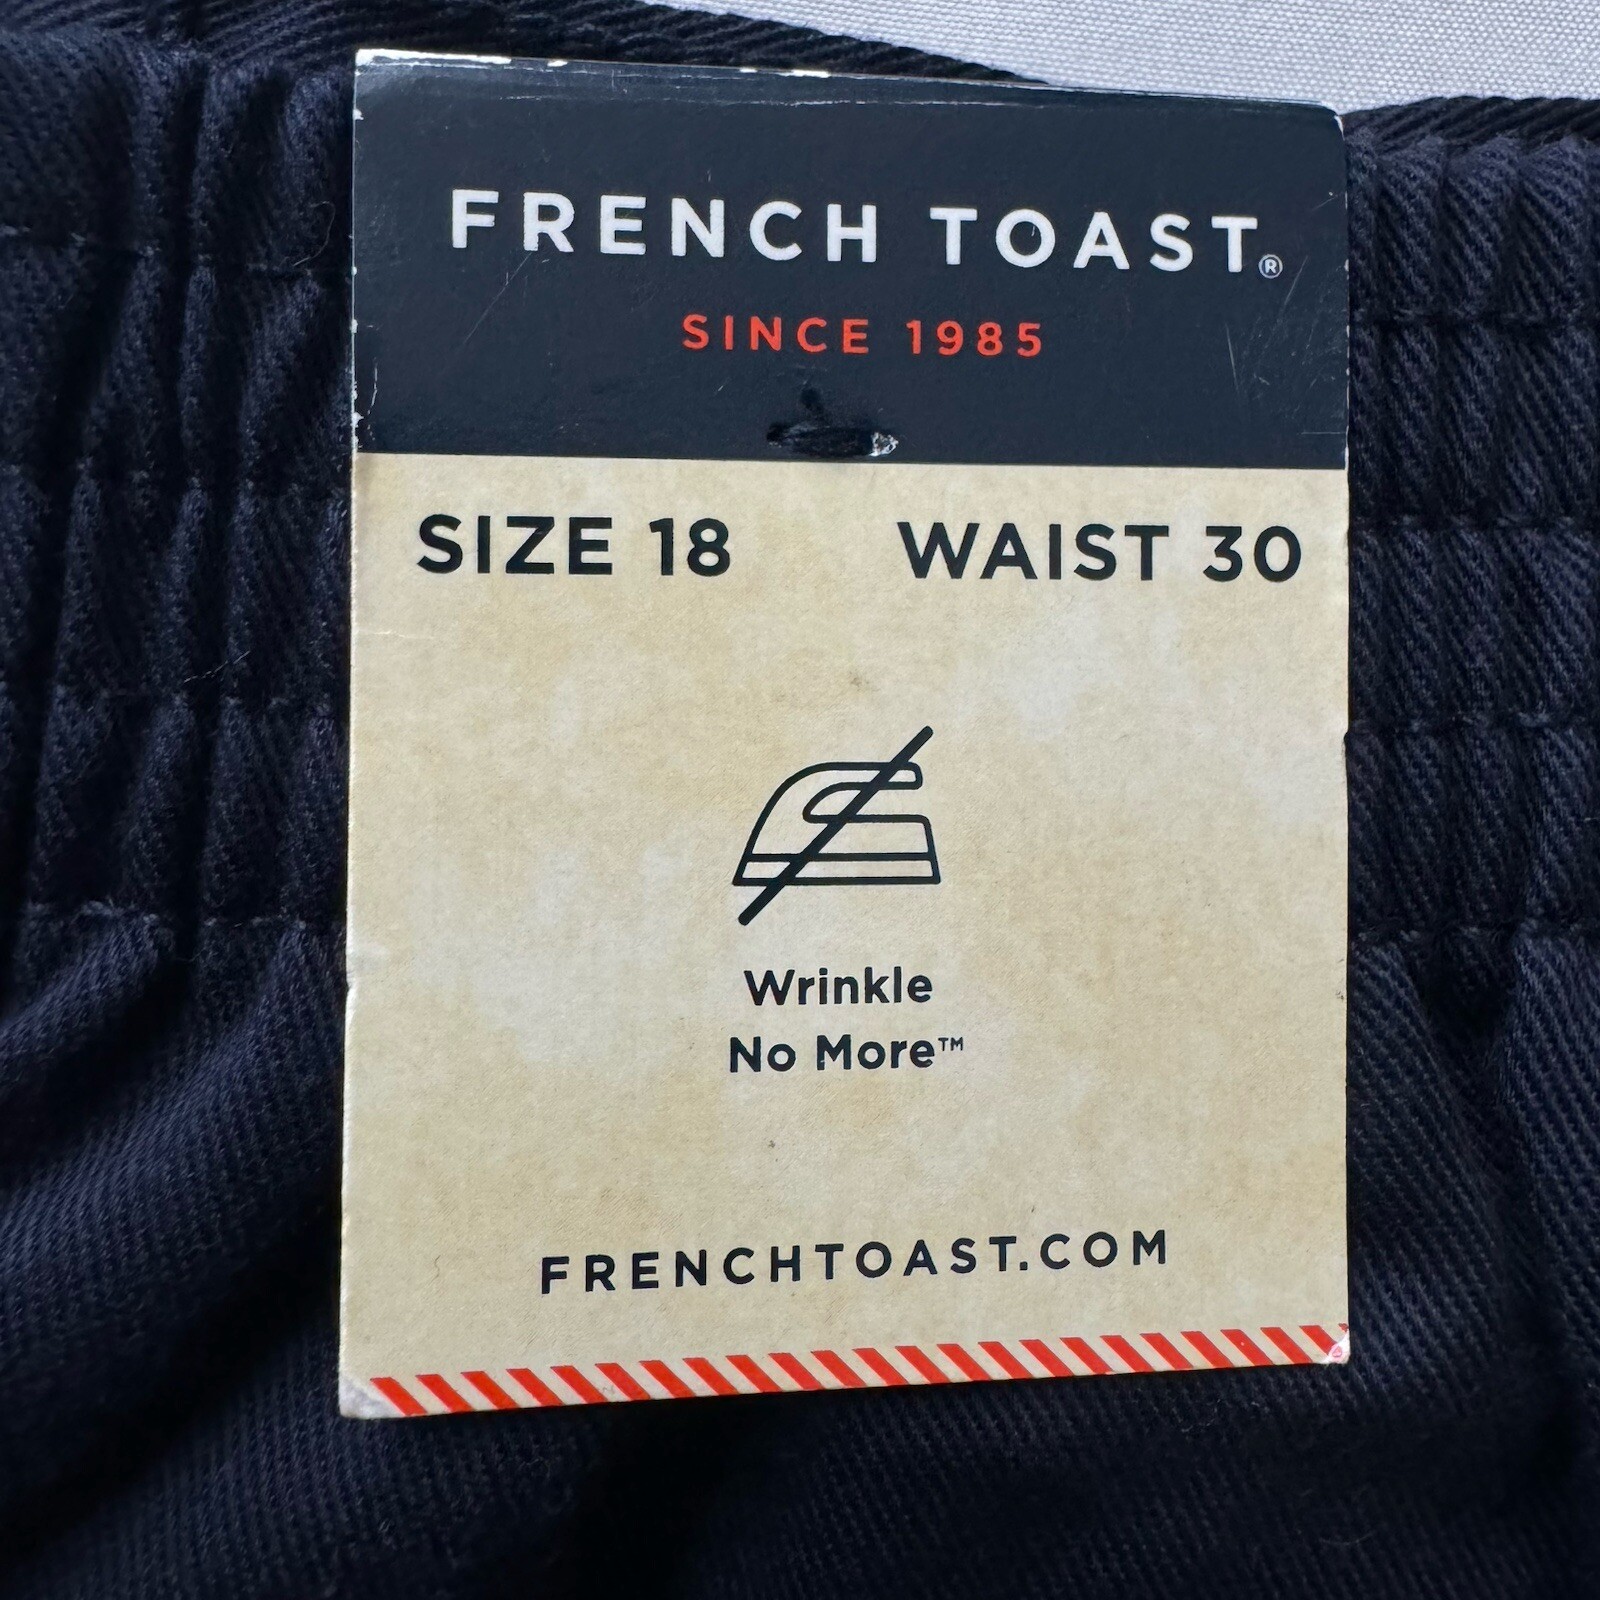 FRENCH TOAST®
SINCE 1985
SIZE 18 WAIST 30
Wrinkle
No More™
FRENCHTOAST.COM